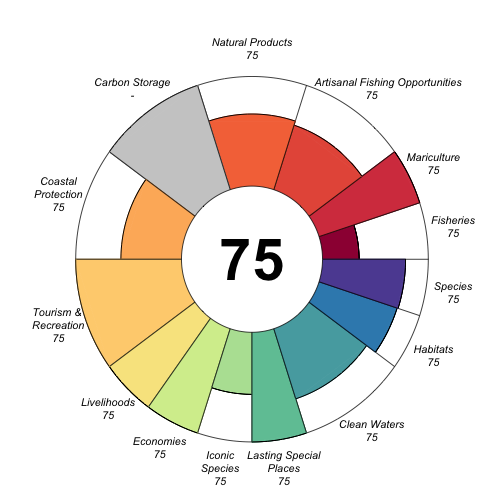 Natural Products
75
Artisanal Fishing Opportunities
75
Carbon Storage
-
Mariculture
75
Coastal
Protection
75
Fisheries
75
75
Species
75
Tourism &
Recreation
75
Habitats
75
Livelihoods
75
Clean Waters
75
Economies
75
Iconic
Species
75
Lasting Special
Places
75